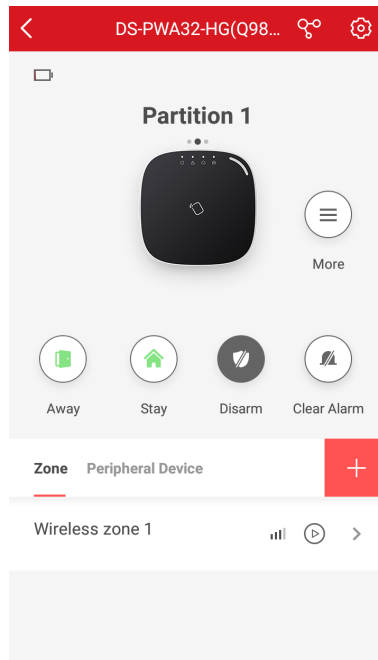 DS-PWA32-HG(Q98...
Partition 1
More
Away Stay Disarm Clear Alarm
Zone Peripheral Device
Wireless zone 1